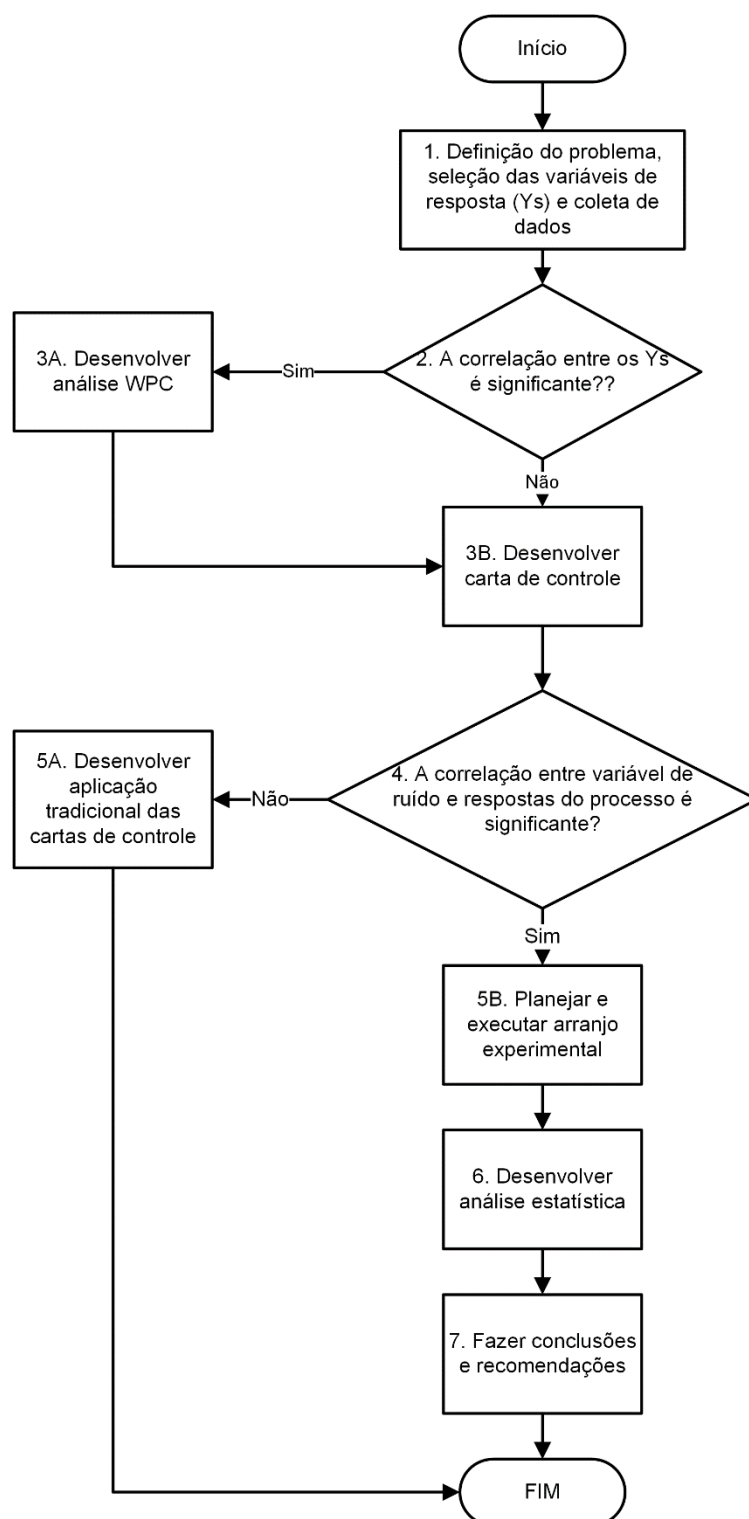 Início
1. Definição do problema,
seleção das variáveis de
resposta (Ys) e coleta de
dados
2. A correlação entre os Ys
é significante??
Sim
3A. Desenvolver
análise WPC
Não
3B. Desenvolver
carta de controle
4. A correlação entre variável de
ruído e respostas do processo é
significante?
Não
5A. Desenvolver
aplicação
tradicional das
cartas de controle
Sim
5B. Planejar e
executar arranjo
experimental
6. Desenvolver
análise estatística
7. Fazer conclusões
e recomendações
FIM